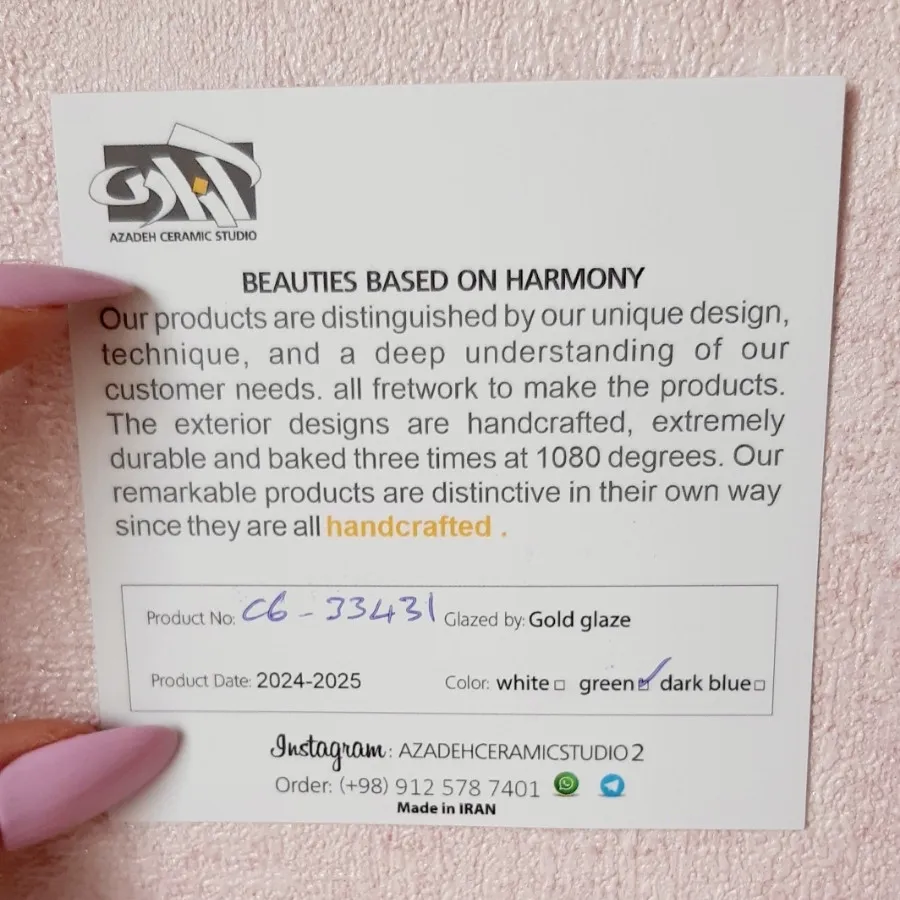 AZADEH CERAMIC STUDIO
BEAUTIES BASED ON HARMONY
Our products are distinguished by our unique design,
technique, and a deep understanding of our
customer needs. all fretwork to make the products.
The exterior designs are handcrafted, extremely
durable and baked three times at 1080 degrees. Our
remarkable products are distinctive in their own way
since they are all handcrafted .
Product No: C6-33431 Glazed by: Gold glaze
Product Date: 2024-2025 Color: white □ green ☑ dark blue □
Instagram: AZADEHCERAMICSTUDIO2
Order: (+98) 912 578 7401
Made in IRAN